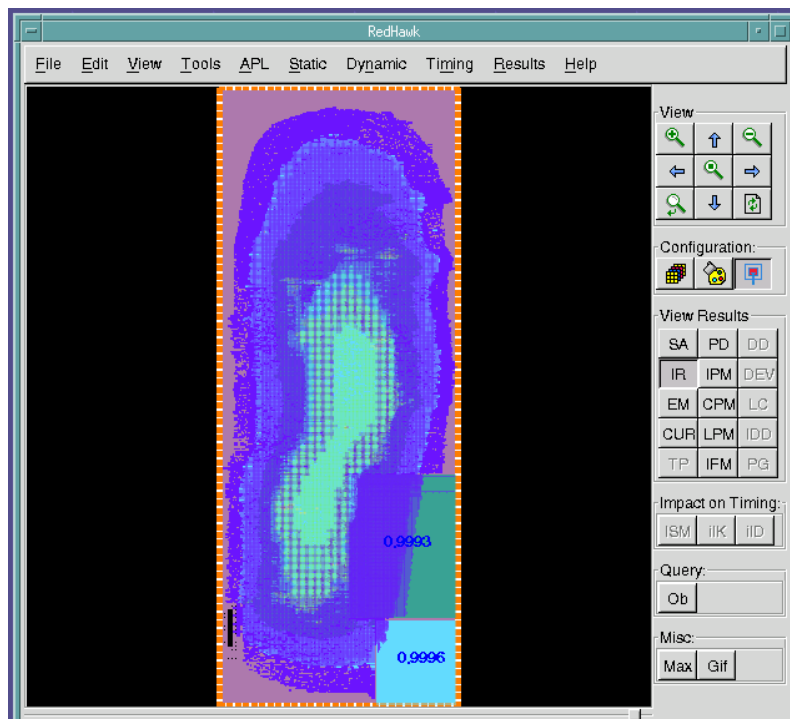 RedHawk
File Edit View Tools APL Static Dynamic Timing Results Help
View
Configuration:
View Results
SA PD DD
IR IPM DEV
EM CPM LC
CUR LPM IDD
TP IFM PG
Impact on Timing:
ISM iIK iID
Query:
Ob
Misc:
Max Gif
0.9993
0.9996